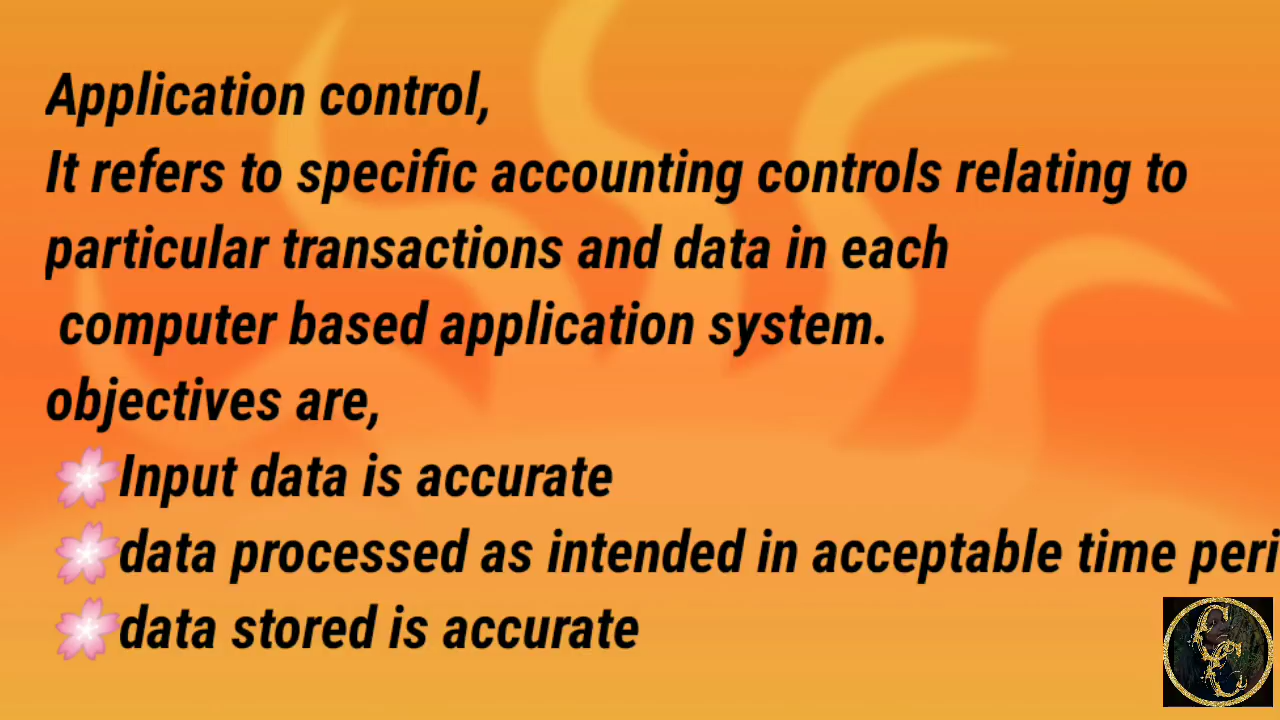 Application control,
It refers to specific accounting controls relating to
particular transactions and data in each
computer based application system.
objectives are,
🌸Input data is accurate
🌸data processed as intended in acceptable time peri
🌸data stored is accurate